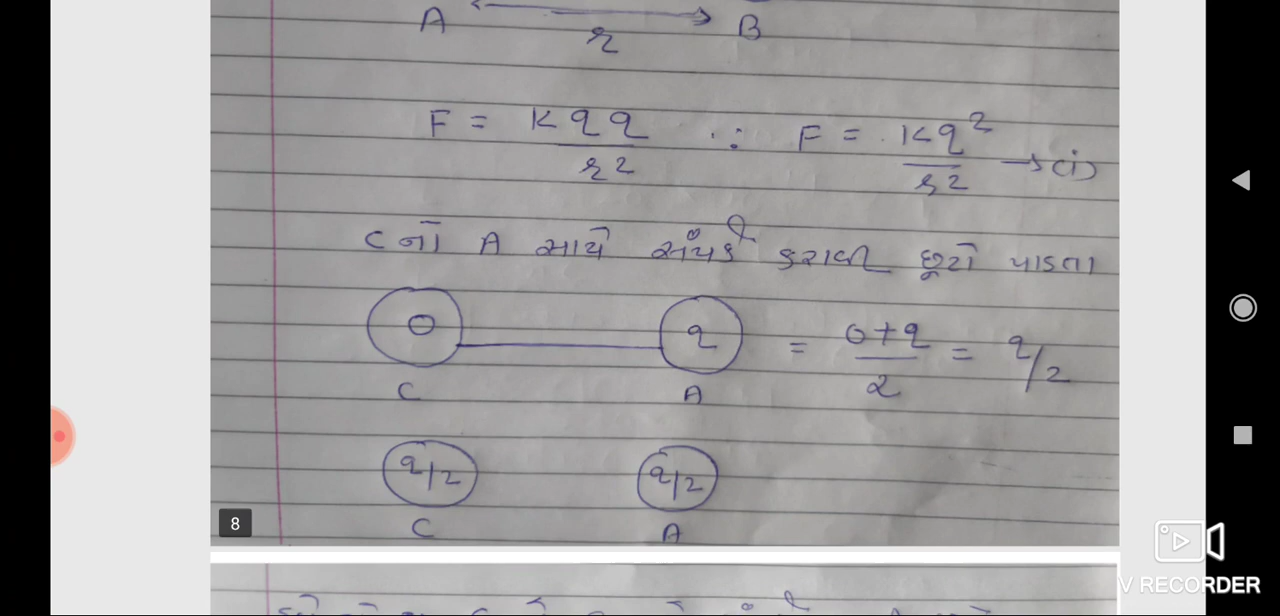 A B
r
F = Kqq/r² ∴ F = Kq²/r² → (i)
C નો A સાથે સંપર્ક કરાવી છુટો પાડતા
0 q = 0+q/2 = q/2
C A
q/2 q/2
C A
8
V RECORDER